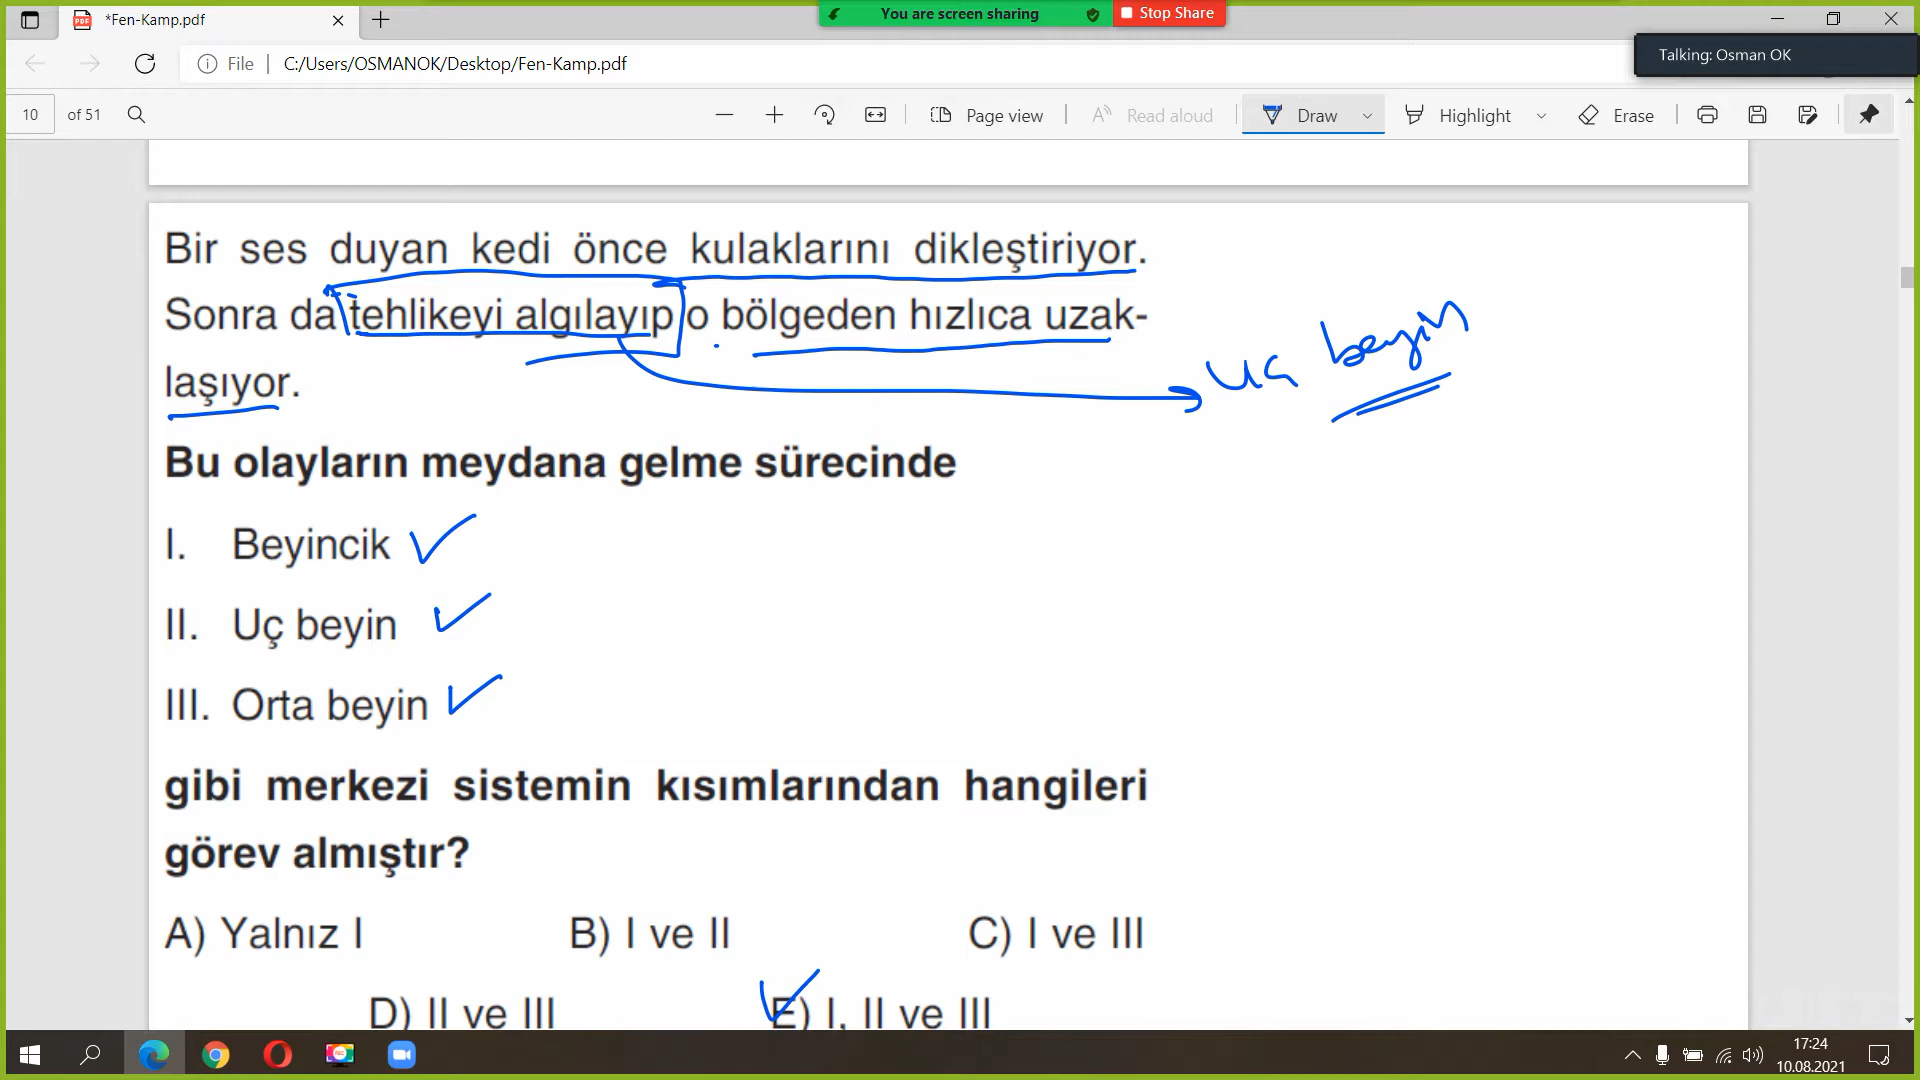 *Fen-Kamp.pdf
You are screen sharing
Stop Share
File
C:/Users/OSMANOK/Desktop/Fen-Kamp.pdf
Talking: Osman OK
10 of 51
Page view
Read aloud
Draw
Highlight
Erase
Bir ses duyan kedi önce kulaklarını dikleştiriyor.
Sonra da tehlikeyi algılayıp o bölgeden hızlıca uzak-
laşıyor.
uç beyin
Bu olayların meydana gelme sürecinde
I. Beyincik
II. Uç beyin
III. Orta beyin
gibi merkezi sistemin kısımlarından hangileri
görev almıştır?
A) Yalnız I B) I ve II C) I ve III
D) II ve III E) I, II ve III
17:24
10.08.2021